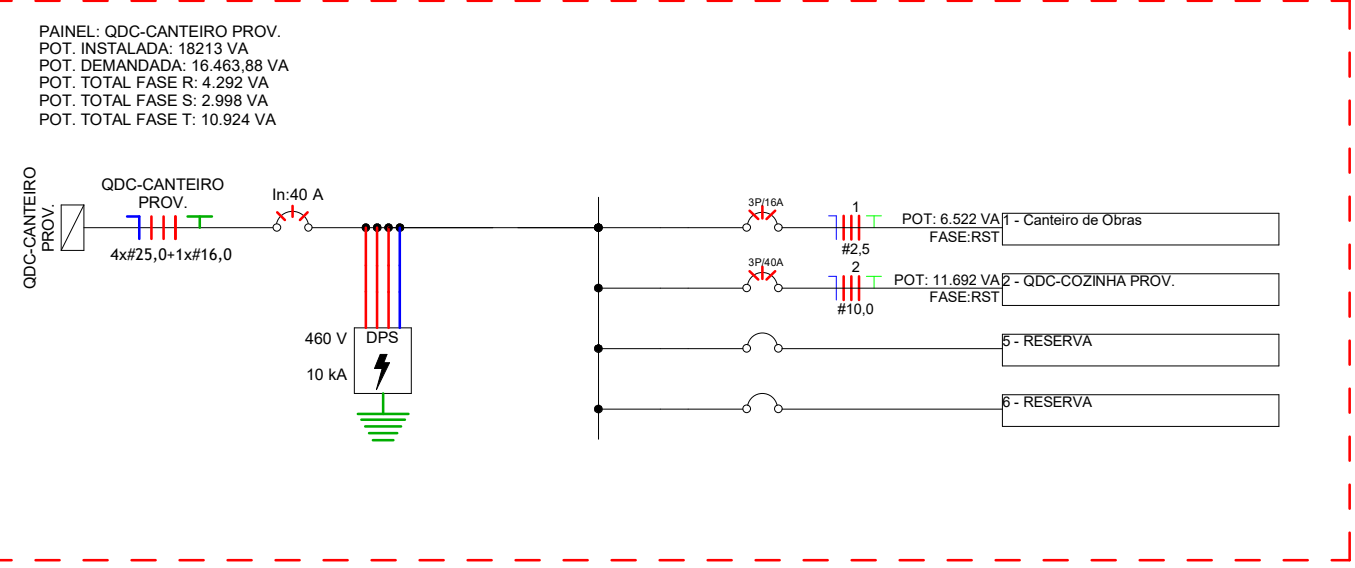 PAINEL: QDC-CANTEIRO PROV.
POT. INSTALADA: 18213 VA
POT. DEMANDADA: 16.463,88 VA
POT. TOTAL FASE R: 4.292 VA
POT. TOTAL FASE S: 2.998 VA
POT. TOTAL FASE T: 10.924 VA
QDC-CANTEIRO
PROV.
QDC-CANTEIRO
PROV.
4x#25,0+1x#16,0
In:40 A
460 V
DPS
10 kA
3P/16A
1
#2,5
POT: 6.522 VA
FASE:RST
1 - Canteiro de Obras
3P/40A
2
#10,0
POT: 11.692 VA
FASE:RST
2 - QDC-COZINHA PROV.
5 - RESERVA
6 - RESERVA